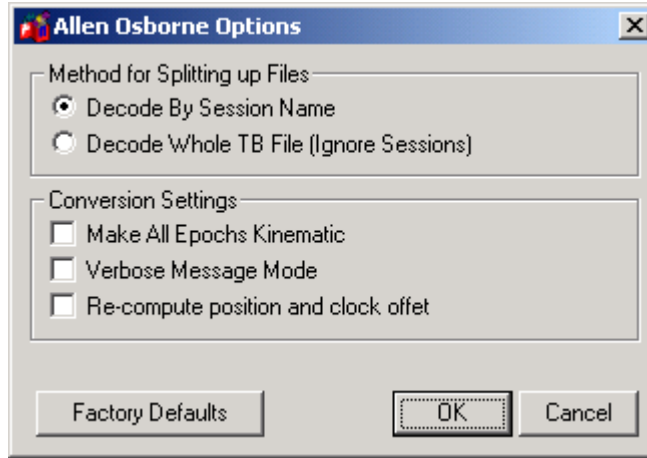 Allen Osborne Options
Method for Splitting up Files
Decode By Session Name
Decode Whole TB File (Ignore Sessions)
Conversion Settings
Make All Epochs Kinematic
Verbose Message Mode
Re-compute position and clock offet
Factory Defaults OK Cancel